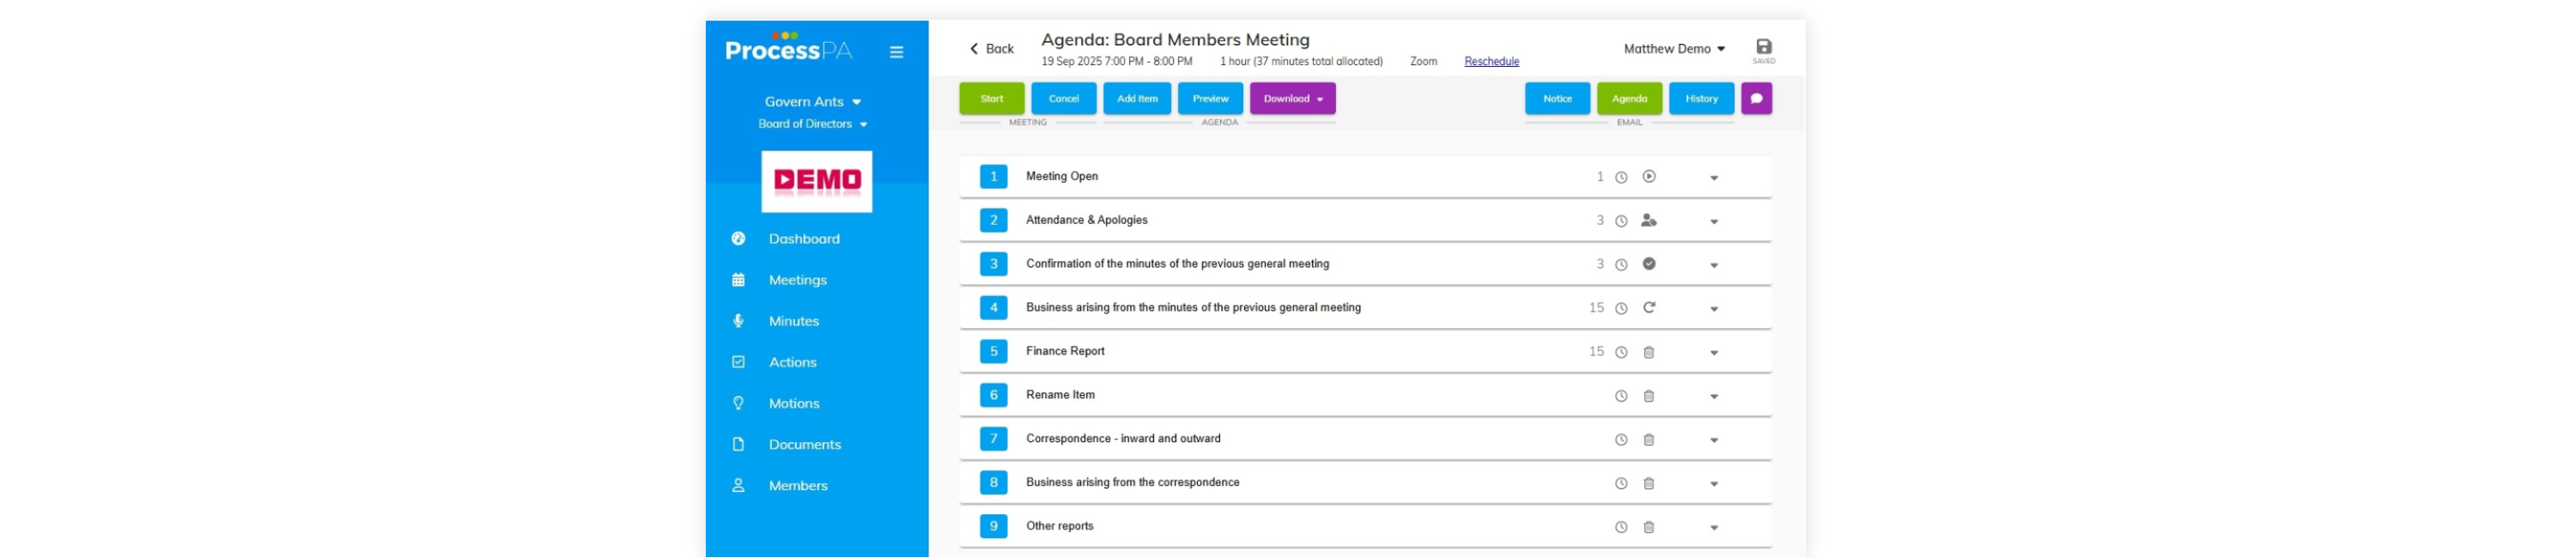 ProcessPA
Govern Ants
Board of Directors
DEMO
Dashboard
Meetings
Minutes
Actions
Motions
Documents
Members
Back
Agenda: Board Members Meeting
19 Sep 2025 7:00 PM - 8:00 PM 1 hour (37 minutes total allocated) Zoom Reschedule
Matthew Demo
SAVED
Start Cancel Add Item Preview Download
MEETING AGENDA
Notice Agenda History
EMAIL
1 Meeting Open 1
2 Attendance & Apologies 3
3 Confirmation of the minutes of the previous general meeting 3
4 Business arising from the minutes of the previous general meeting 15
5 Finance Report 15
6 Rename Item
7 Correspondence - inward and outward
8 Business arising from the correspondence
9 Other reports